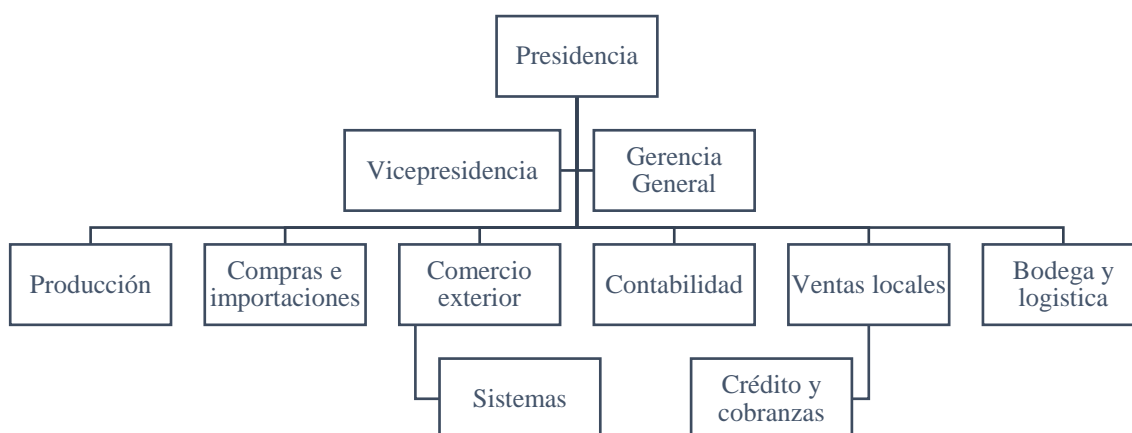 Presidencia
Vicepresidencia
Gerencia
General
Producción
Compras e
importaciones
Comercio
exterior
Contabilidad
Ventas locales
Bodega y
logistica
Sistemas
Crédito y
cobranzas